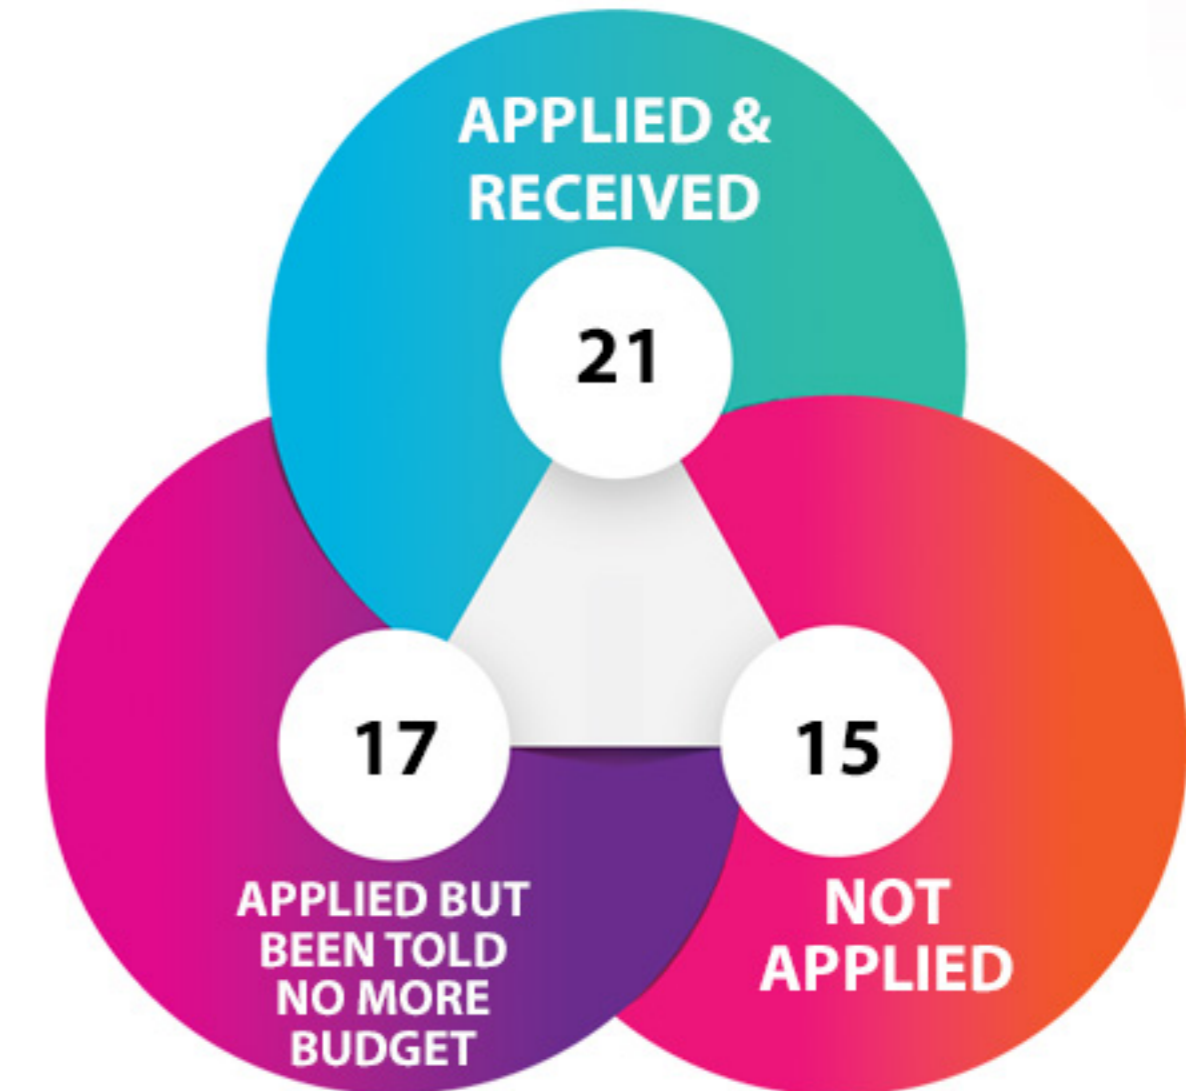 APPLIED &
RECEIVED
21
17
15
APPLIED BUT
BEEN TOLD
NO MORE
BUDGET
NOT
APPLIED